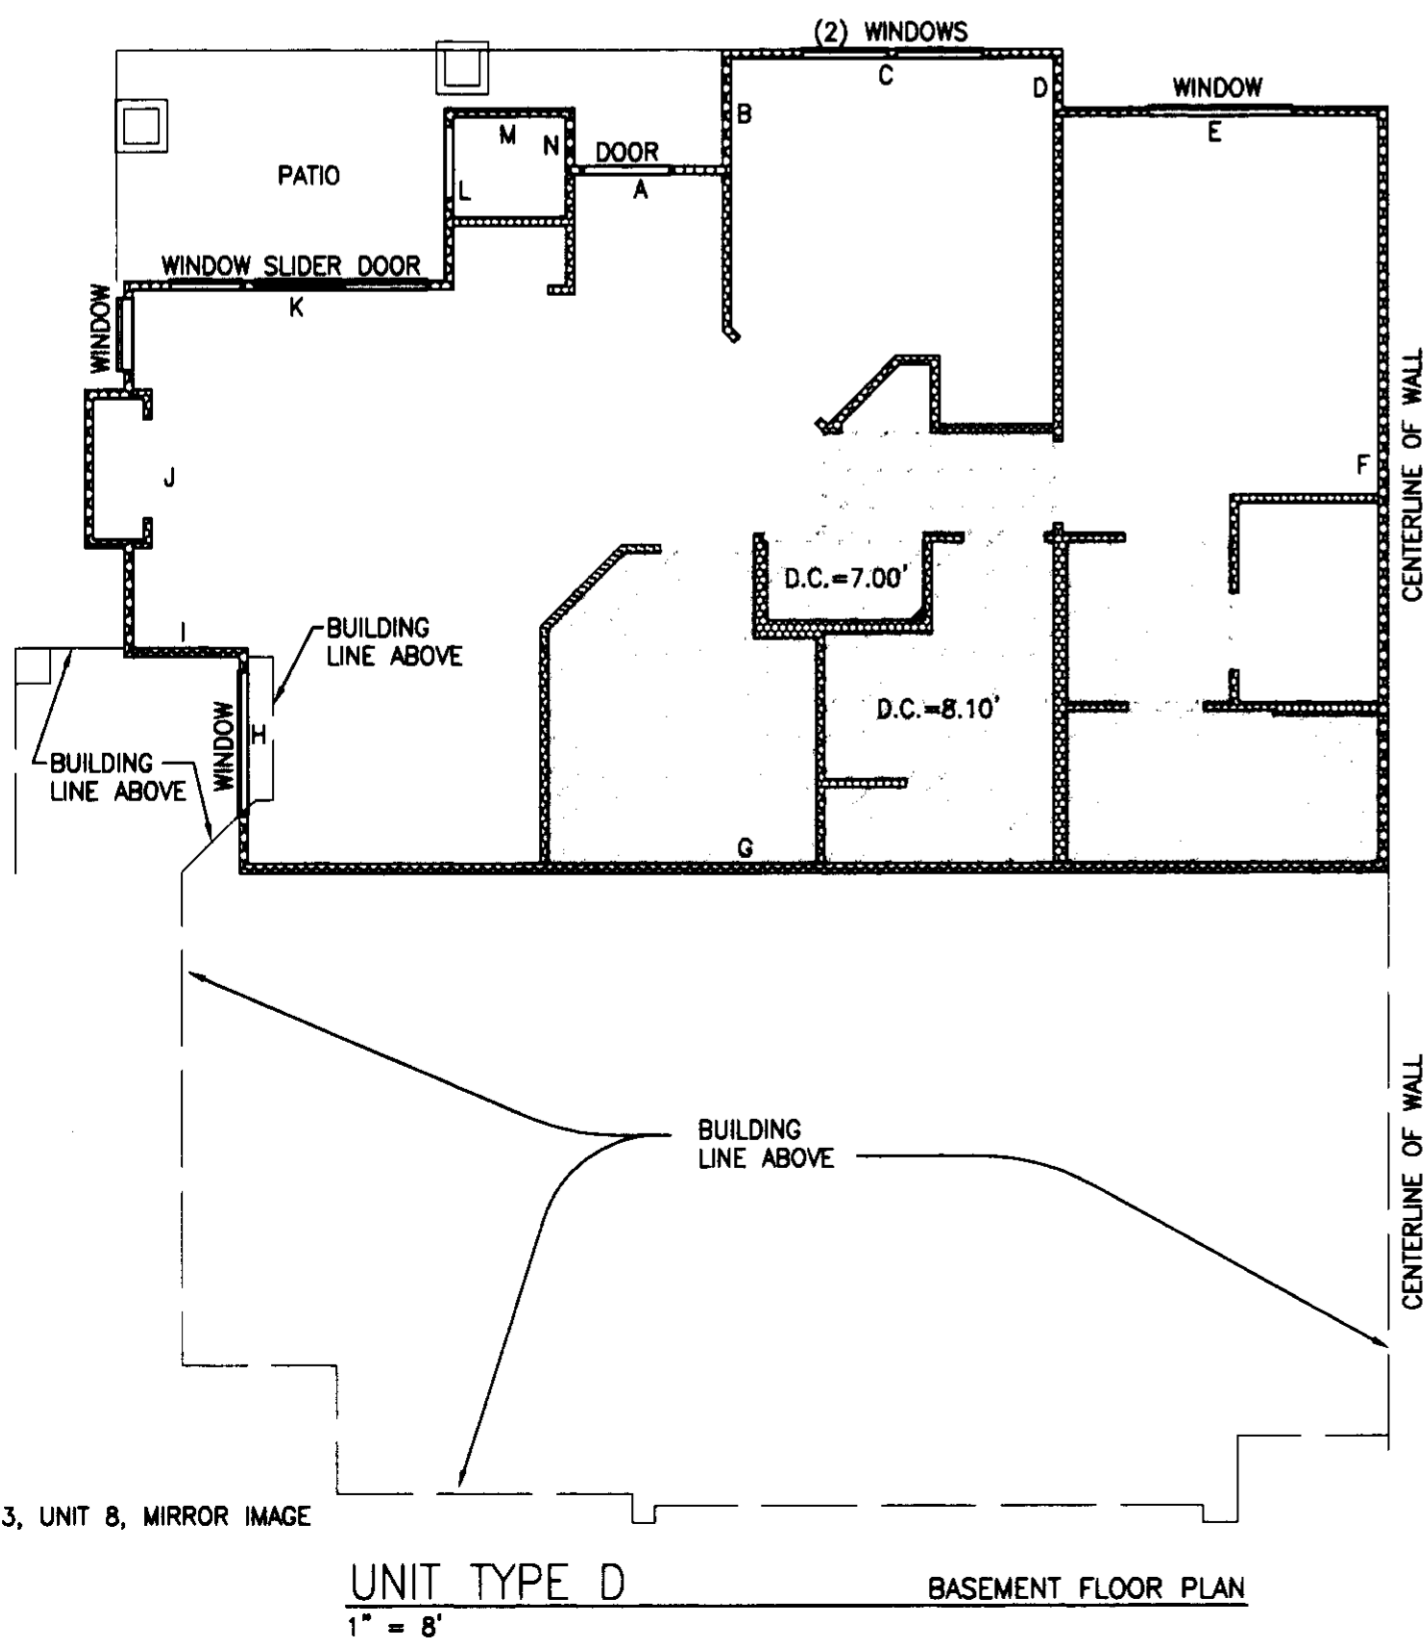 (2) WINDOWS
C
D
WINDOW
E
B
M
N
DOOR
A
L
PATIO
WINDOW SLIDER DOOR
K
WINDOW
J
F
CENTERLINE OF WALL
D.C.=7.00'
I
BUILDING
LINE ABOVE
D.C.=8.10'
WINDOW
H
BUILDING
LINE ABOVE
G
BUILDING
LINE ABOVE
CENTERLINE OF WALL
3, UNIT 8, MIRROR IMAGE
UNIT TYPE D
BASEMENT FLOOR PLAN
1" = 8'